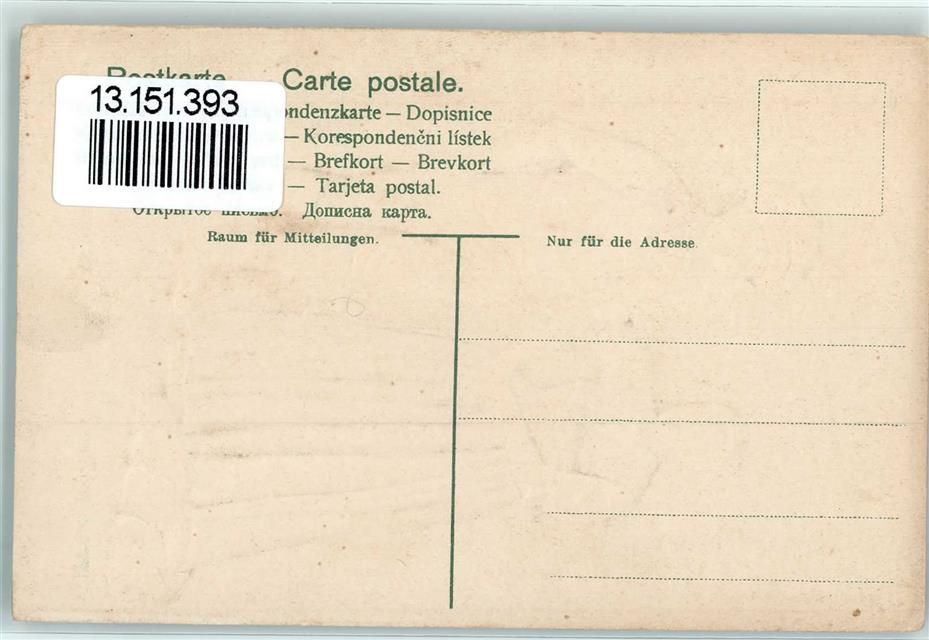 13.151.393
Postkarte Carte postale.
ondenzkarte — Dopisnice
— Korespondenčni lístek
— Brefkort — Brevkort
— Tarjeta postal.
Открытое письмо. Дописна карта.
Raum für Mitteilungen.
Nur für die Adresse